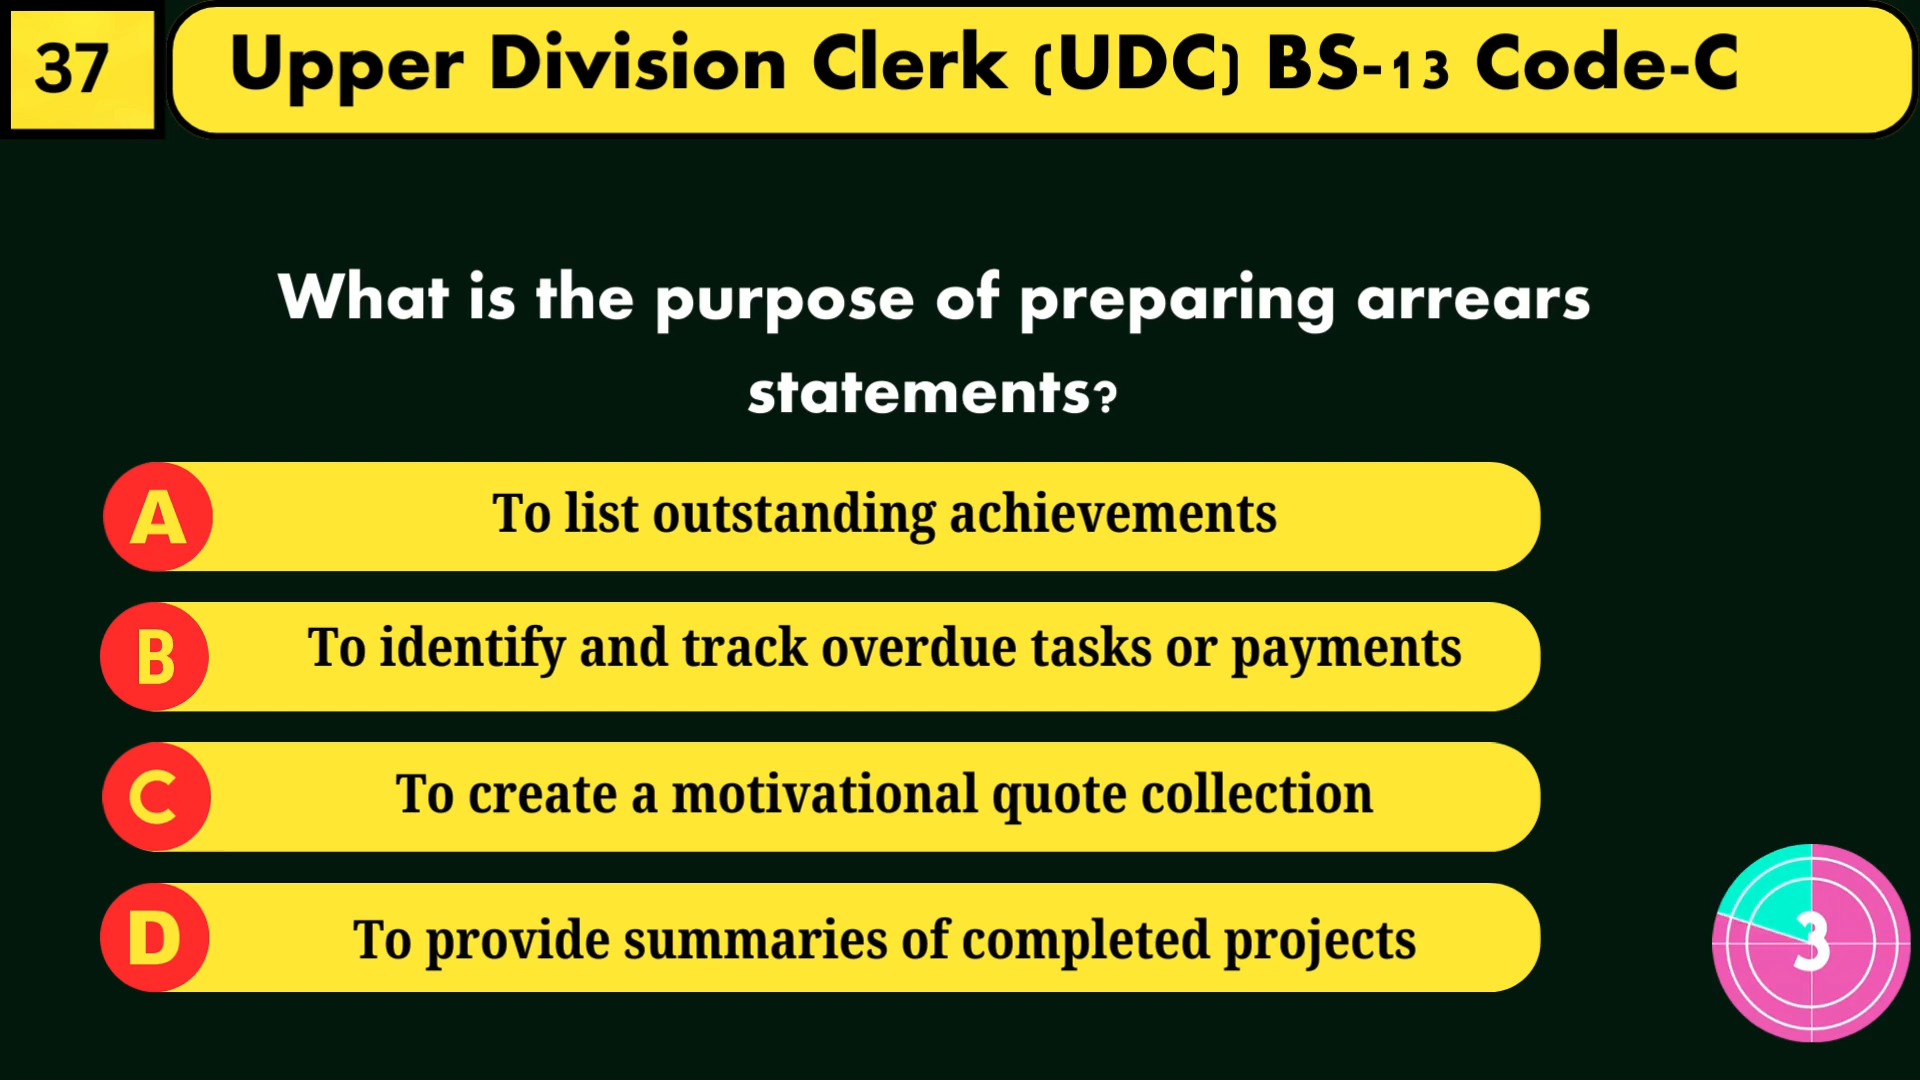 37
Upper Division Clerk (UDC) BS-13 Code-C
What is the purpose of preparing arrears
statements?
A To list outstanding achievements
B To identify and track overdue tasks or payments
C To create a motivational quote collection
D To provide summaries of completed projects
3